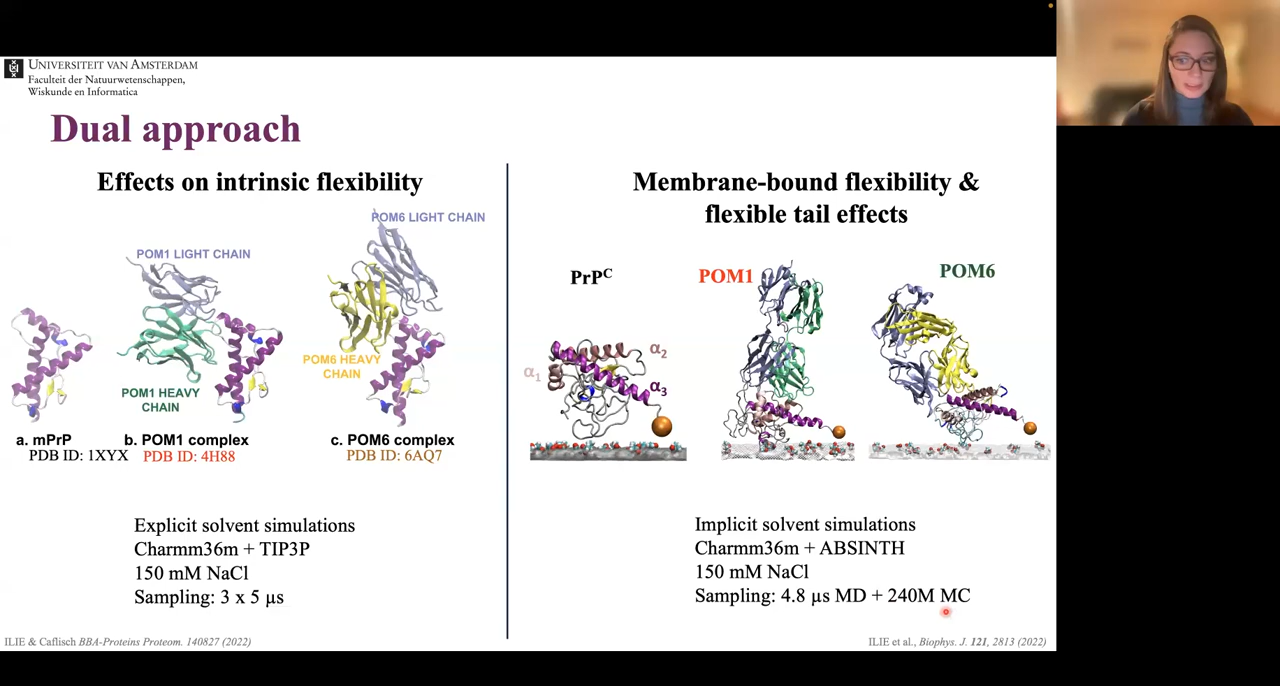 UNIVERSITEIT VAN AMSTERDAM
Faculteit der Natuurwetenschappen,
Wiskunde en Informatica
Dual approach
Effects on intrinsic flexibility
POM6 LIGHT CHAIN
POM1 LIGHT CHAIN
POM6 HEAVY
CHAIN
POM1 HEAVY
CHAIN
a. mPrP
PDB ID: 1XYX
b. POM1 complex
PDB ID: 4H88
c. POM6 complex
PDB ID: 6AQ7
Explicit solvent simulations
Charmm36m + TIP3P
150 mM NaCl
Sampling: 3 x 5 µs
ILIE & Caflisch BBA-Proteins Proteom. 140827 (2022)
Membrane-bound flexibility &
flexible tail effects
PrPᶜ
POM1
POM6
α₂
α₁
α₃
Implicit solvent simulations
Charmm36m + ABSINTH
150 mM NaCl
Sampling: 4.8 µs MD + 240M MC
ILIE et al., Biophys. J. 121, 2813 (2022)